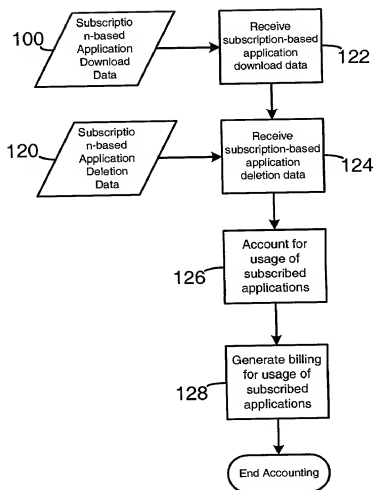 100
Subscriptio
n-based
Application
Download
Data
Receive
subscription-based
application
download data
122
120
Subscriptio
n-based
Application
Deletion
Data
Receive
subscription-based
application
deletion data
124
126
Account for
usage of
subscribed
applications
128
Generate billing
for usage of
subscribed
applications
End Accounting